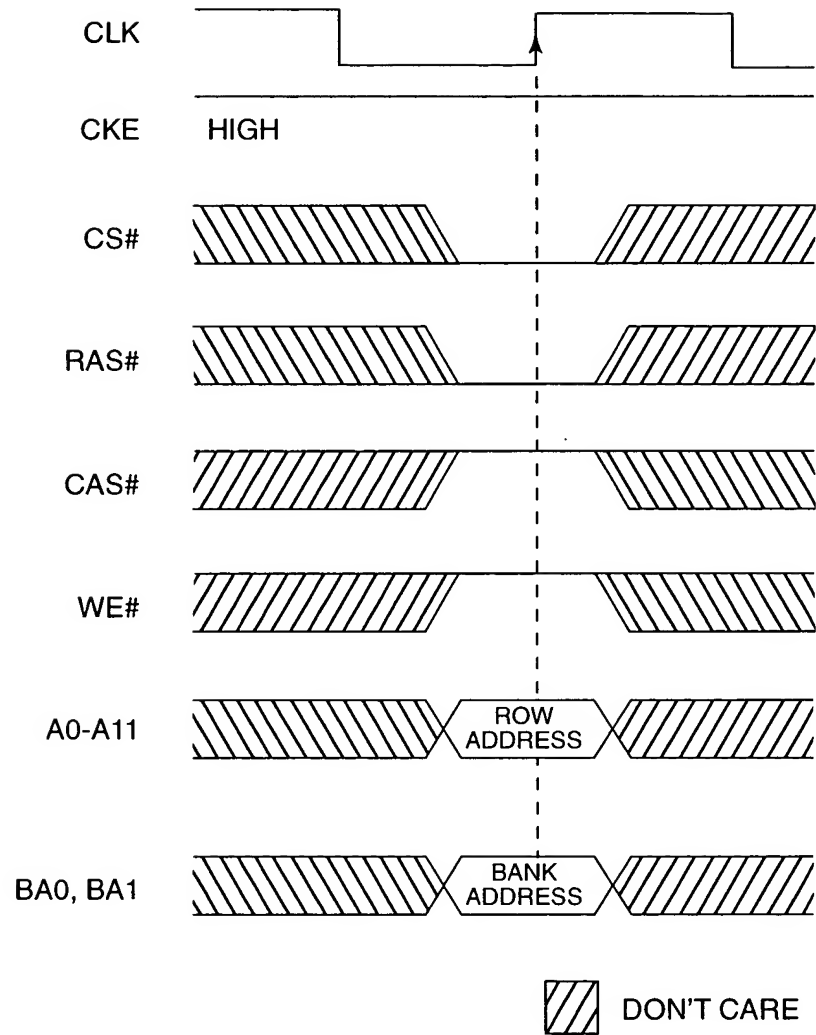 CLK
CKE HIGH
CS#
RAS#
CAS#
WE#
A0-A11 ROW ADDRESS
BA0, BA1 BANK ADDRESS
DON'T CARE